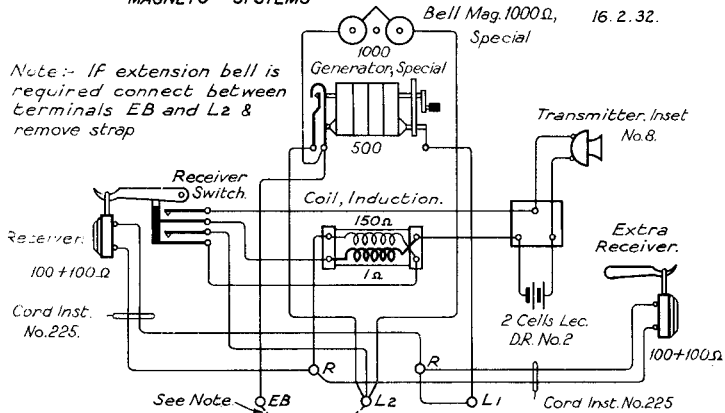 MAGNETO SYSTEMS
Bell Mag. 1000Ω,
Special
16.2.32.
1000
Note:- IF extension bell is
required connect between
terminals EB and L2 &
remove strap
Generator, Special
500
Transmitter. Inset
No.8.
Receiver
Switch.
Coil, Induction.
150Ω
1Ω
Receiver.
100+100Ω
Extra
Receiver.
Cord Inst.
No.225.
2 Cells Lec.
D.R. No.2
100+100Ω
R
R
See Note.
EB
L2
L1
Cord Inst. No.225